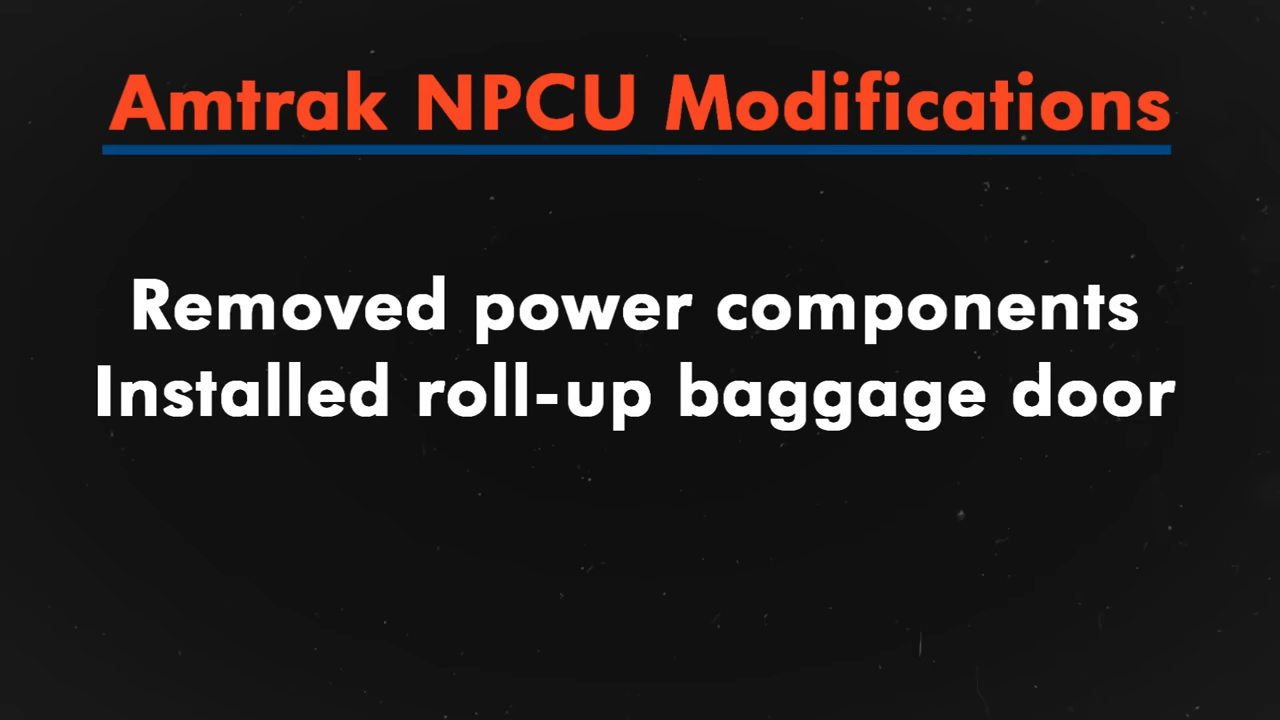 Amtrak NPCU Modifications
Removed power components
Installed roll-up baggage door